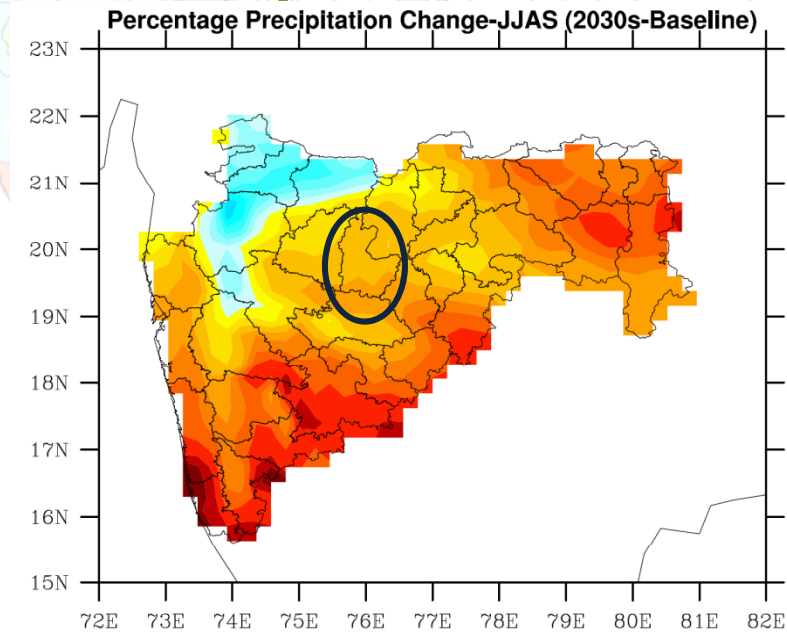 Percentage Precipitation Change-JJAS (2030s-Baseline)
23N
22N
21N
20N
19N
18N
17N
16N
15N
72E 73E 74E 75E 76E 77E 78E 79E 80E 81E 82E